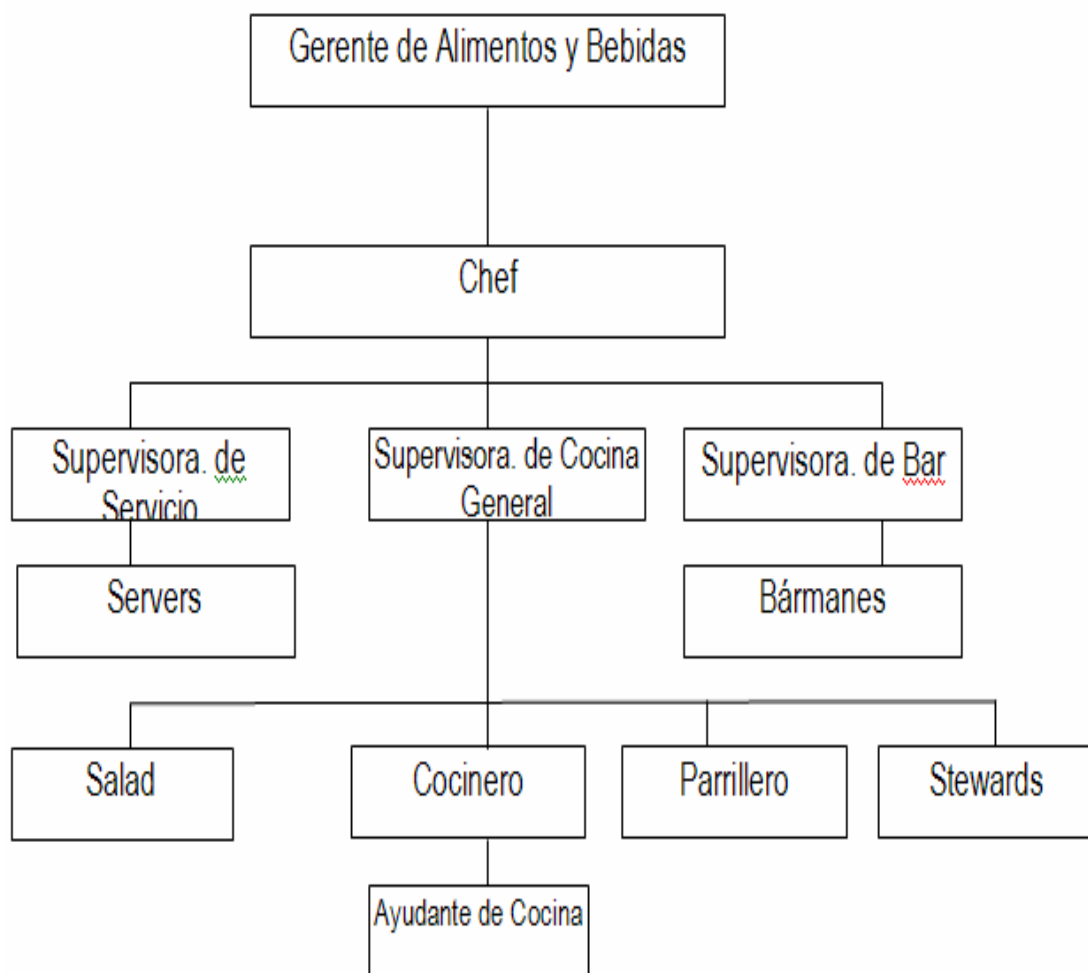 Gerente de Alimentos y Bebidas
Chef
Supervisora. de
Servicio
Supervisora. de Cocina
General
Supervisora. de Bar
Servers
Bármanes
Salad
Cocinero
Parrillero
Stewards
Ayudante de Cocina